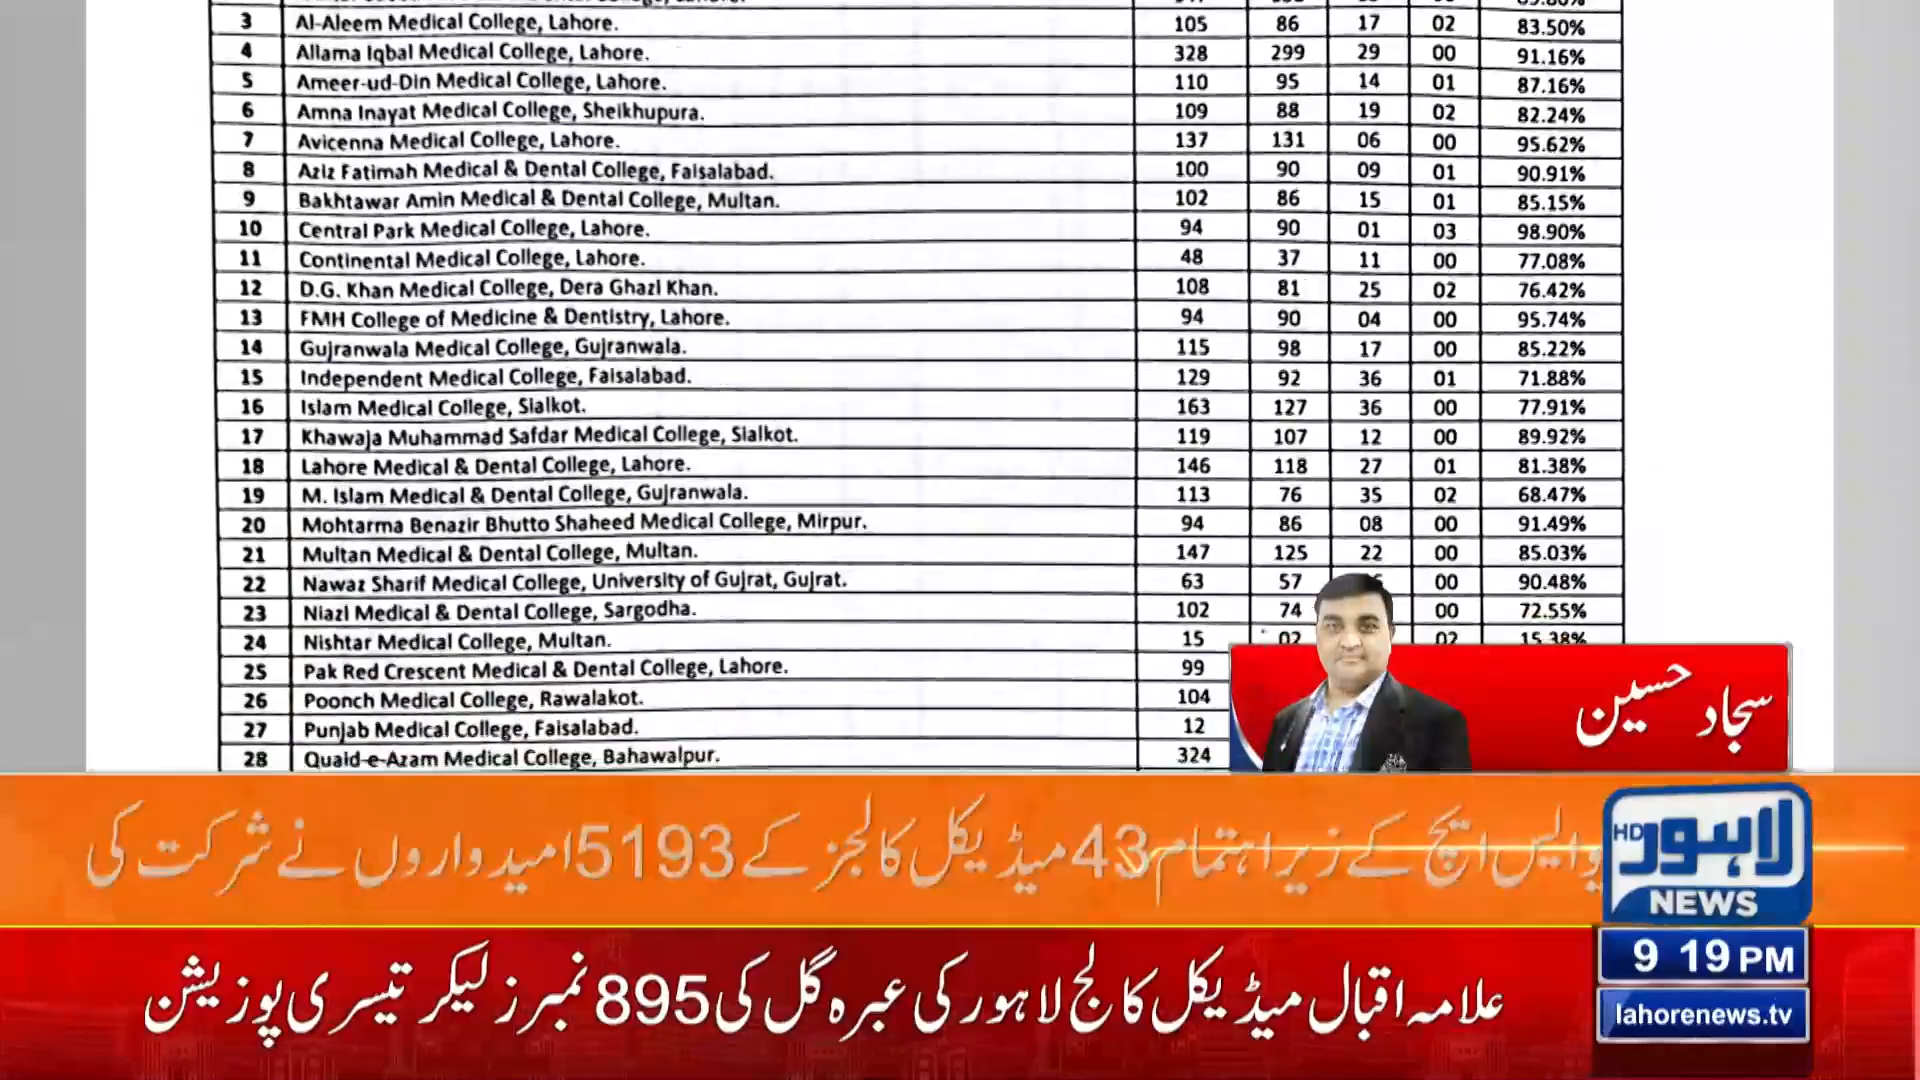 3 Al-Aleem Medical College, Lahore. 105 86 17 02 83.50%
4 Allama Iqbal Medical College, Lahore. 328 299 29 00 91.16%
5 Ameer-ud-Din Medical College, Lahore. 110 95 14 01 87.16%
6 Amna Inayat Medical College, Sheikhupura. 109 88 19 02 82.24%
7 Avicenna Medical College, Lahore. 137 131 06 00 95.62%
8 Aziz Fatimah Medical & Dental College, Faisalabad. 100 90 09 01 90.91%
9 Bakhtawar Amin Medical & Dental College, Multan. 102 86 15 01 85.15%
10 Central Park Medical College, Lahore. 94 90 01 03 98.90%
11 Continental Medical College, Lahore. 48 37 11 00 77.08%
12 D.G. Khan Medical College, Dera Ghazi Khan. 108 81 25 02 76.42%
13 FMH College of Medicine & Dentistry, Lahore. 94 90 04 00 95.74%
14 Gujranwala Medical College, Gujranwala. 115 98 17 00 85.22%
15 Independent Medical College, Faisalabad. 129 92 36 01 71.88%
16 Islam Medical College, Sialkot. 163 127 36 00 77.91%
17 Khawaja Muhammad Safdar Medical College, Sialkot. 119 107 12 00 89.92%
18 Lahore Medical & Dental College, Lahore. 146 118 27 01 81.38%
19 M. Islam Medical & Dental College, Gujranwala. 113 76 35 02 68.47%
20 Mohtarma Benazir Bhutto Shaheed Medical College, Mirpur. 94 86 08 00 91.49%
21 Multan Medical & Dental College, Multan. 147 125 22 00 85.03%
22 Nawaz Sharif Medical College, University of Gujrat, Gujrat. 63 57 00 90.48%
23 Niazi Medical & Dental College, Sargodha. 102 74 00 72.55%
24 Nishtar Medical College, Multan. 15 02 02 15.38%
25 Pak Red Crescent Medical & Dental College, Lahore. 99
26 Poonch Medical College, Rawalakot. 104
27 Punjab Medical College, Faisalabad. 12
28 Quaid-e-Azam Medical College, Bahawalpur. 324
سجاد حسین
یو ایس ایچ کے زیر اہتمام 43 میڈیکل کالجز کے 5193 امیدواروں نے شرکت کی
لاہور HD
NEWS
علامہ اقبال میڈیکل کالج لاہور کی عبرہ گل کی 895 نمبرز لیکر تیسری پوزیشن
9 19 PM
lahorenews.tv